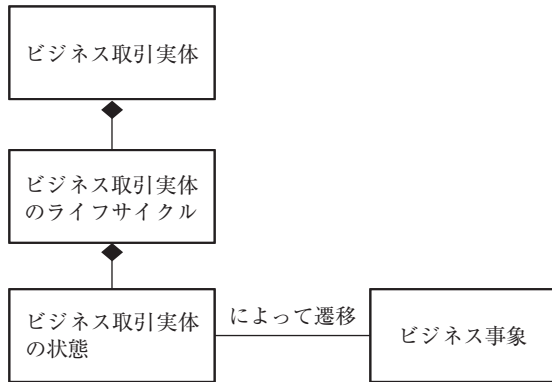 ビジネス取引実体
ビジネス取引実体
のライフサイクル
ビジネス取引実体
の状態
によって遷移
ビジネス事象